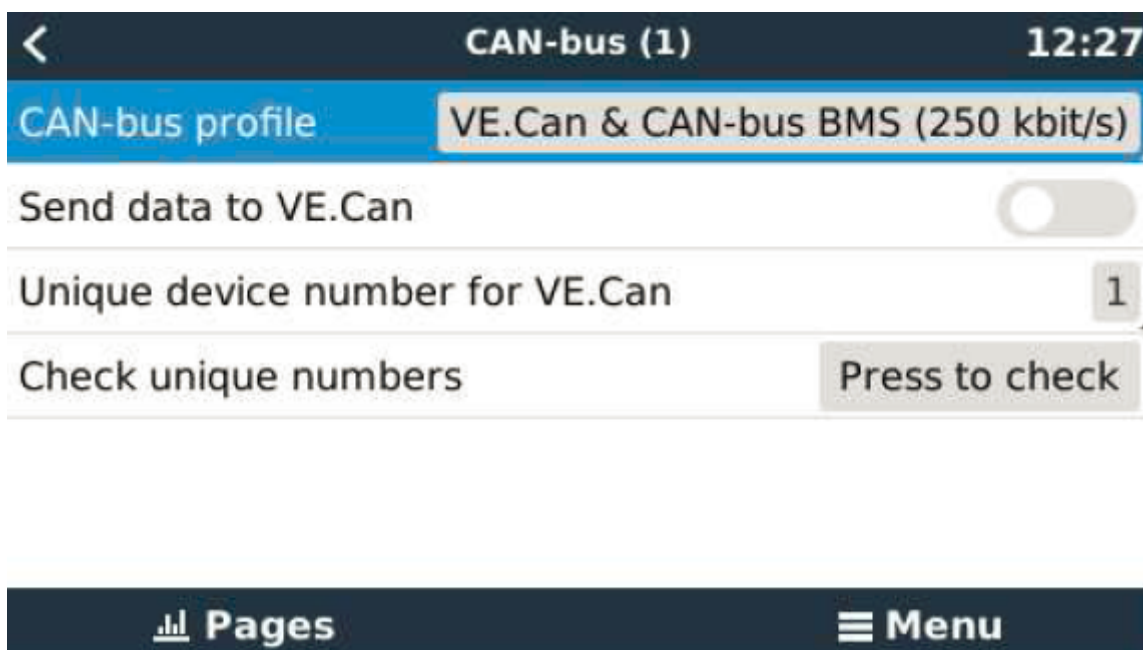 CAN-bus (1) 12:27
CAN-bus profile VE.Can & CAN-bus BMS (250 kbit/s)
Send data to VE.Can
Unique device number for VE.Can 1
Check unique numbers Press to check
Pages Menu